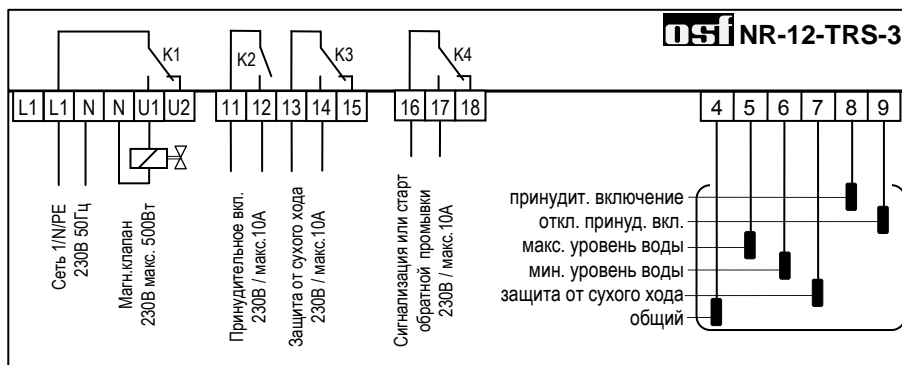 osf NR-12-TRS-3
K1
K2
K3
K4
L1 L1 N N U1 U2
11 12 13 14 15
16 17 18
4 5 6 7 8 9
Сеть 1/N/PE
230В 50Гц
Магн.клапан
230В макс. 500Вт
Принудительное вкл.
230В / макс.10А
Защита от сухого хода
230В / макс.10А
Сигнализация или старт
обратной промывки
230В / макс.10А
принудит. включение
откл. принуд. вкл.
макс. уровень воды
мин. уровень воды
защита от сухого хода
общий